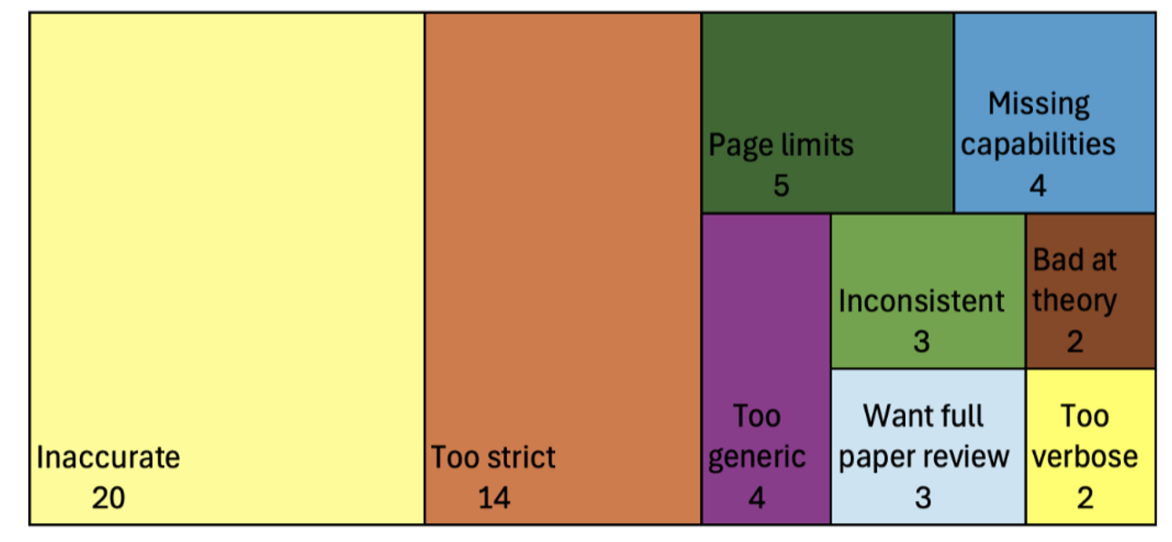 Inaccurate
20
Too strict
14
Page limits
5
Missing
capabilities
4
Too
generic
4
Inconsistent
3
Bad at
theory
2
Want full
paper review
3
Too
verbose
2